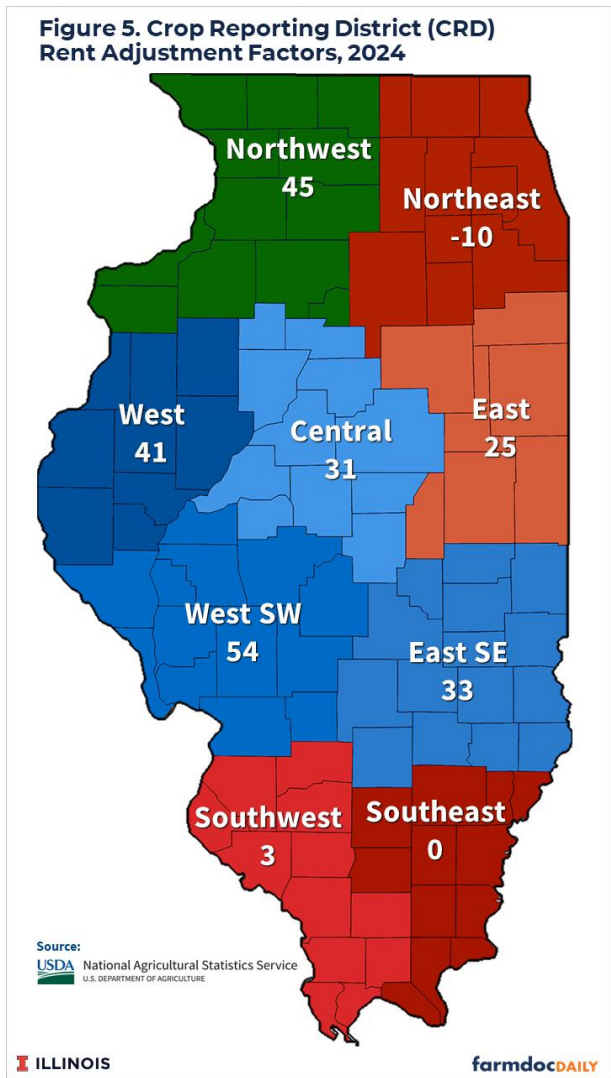 Figure 5. Crop Reporting District (CRD)
Rent Adjustment Factors, 2024
Northwest
45
Northeast
-10
West
41
Central
31
East
25
West SW
54
East SE
33
Southwest
3
Southeast
0
Source:
USDA National Agricultural Statistics Service
U.S. DEPARTMENT OF AGRICULTURE
I ILLINOIS
farmdocDAILY